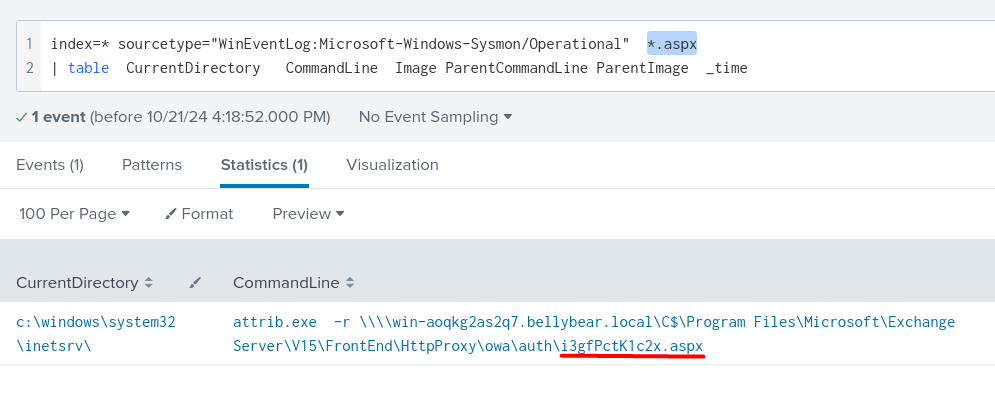 1 index=* sourcetype="WinEventLog:Microsoft-Windows-Sysmon/Operational"  *.aspx
2 | table  CurrentDirectory   CommandLine  Image ParentCommandLine ParentImage  _time
1 event (before 10/21/24 4:18:52.000 PM) No Event Sampling
Events (1) Patterns Statistics (1) Visualization
100 Per Page Format Preview
CurrentDirectory CommandLine
c:\windows\system32 attrib.exe  -r \\\\win-aoqkg2as2q7.bellybear.local\C$\Program Files\Microsoft\Exchange
\inetsrv\ Server\V15\FrontEnd\HttpProxy\owa\auth\i3gfPctK1c2x.aspx